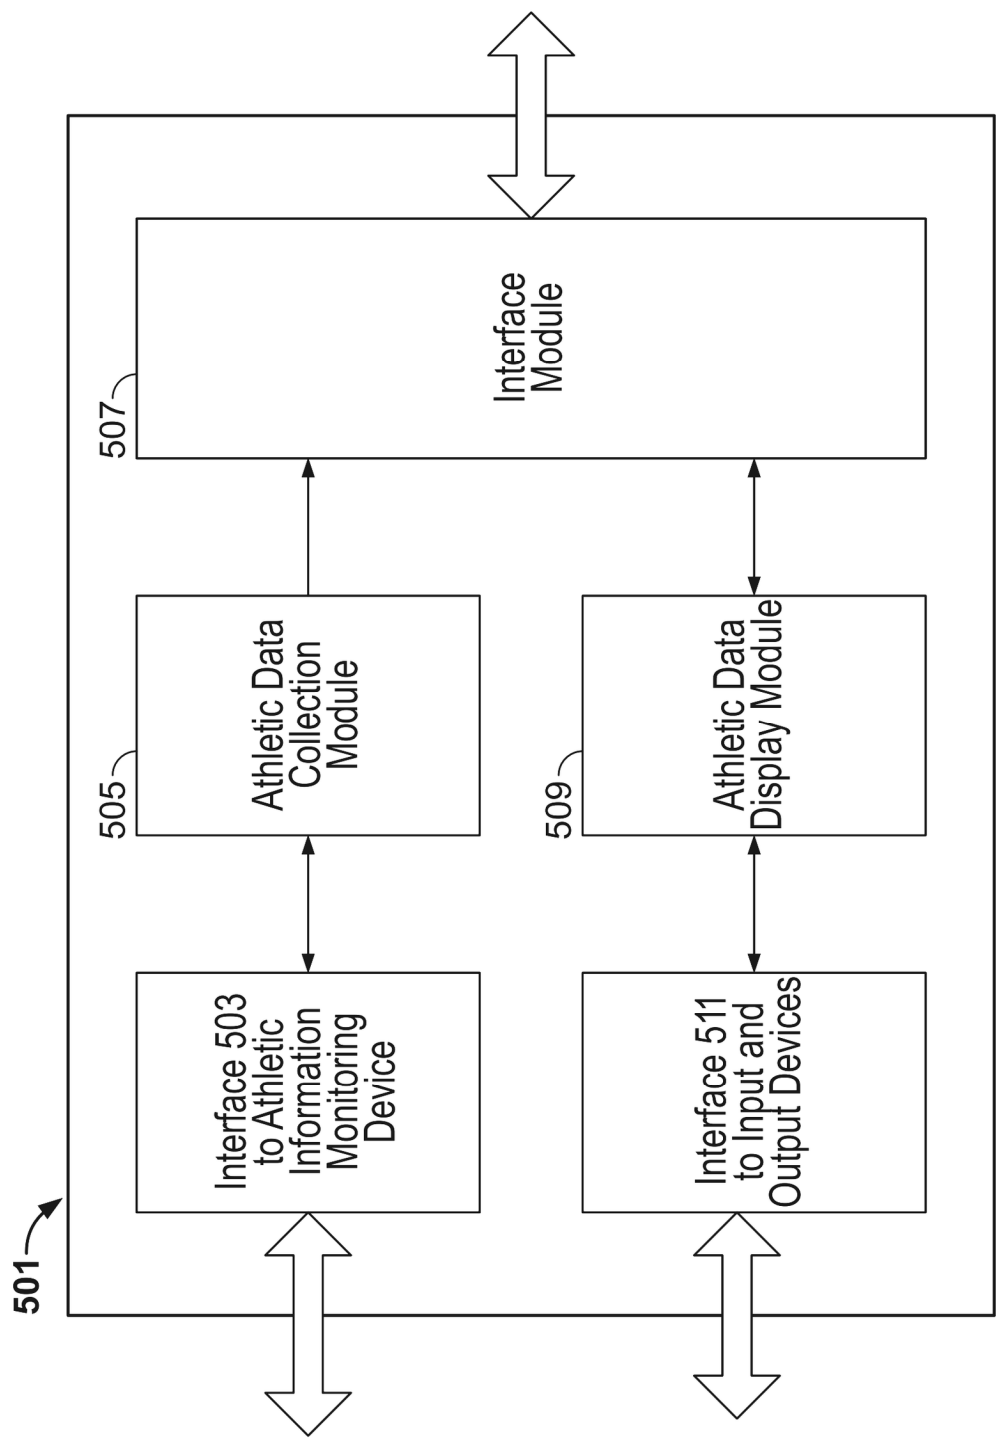 501
Interface 503
to Athletic
Information
Monitoring
Device
505
Athletic Data
Collection
Module
507
Interface
Module
Interface 511
to Input and
Output Devices
509
Athletic Data
Display Module